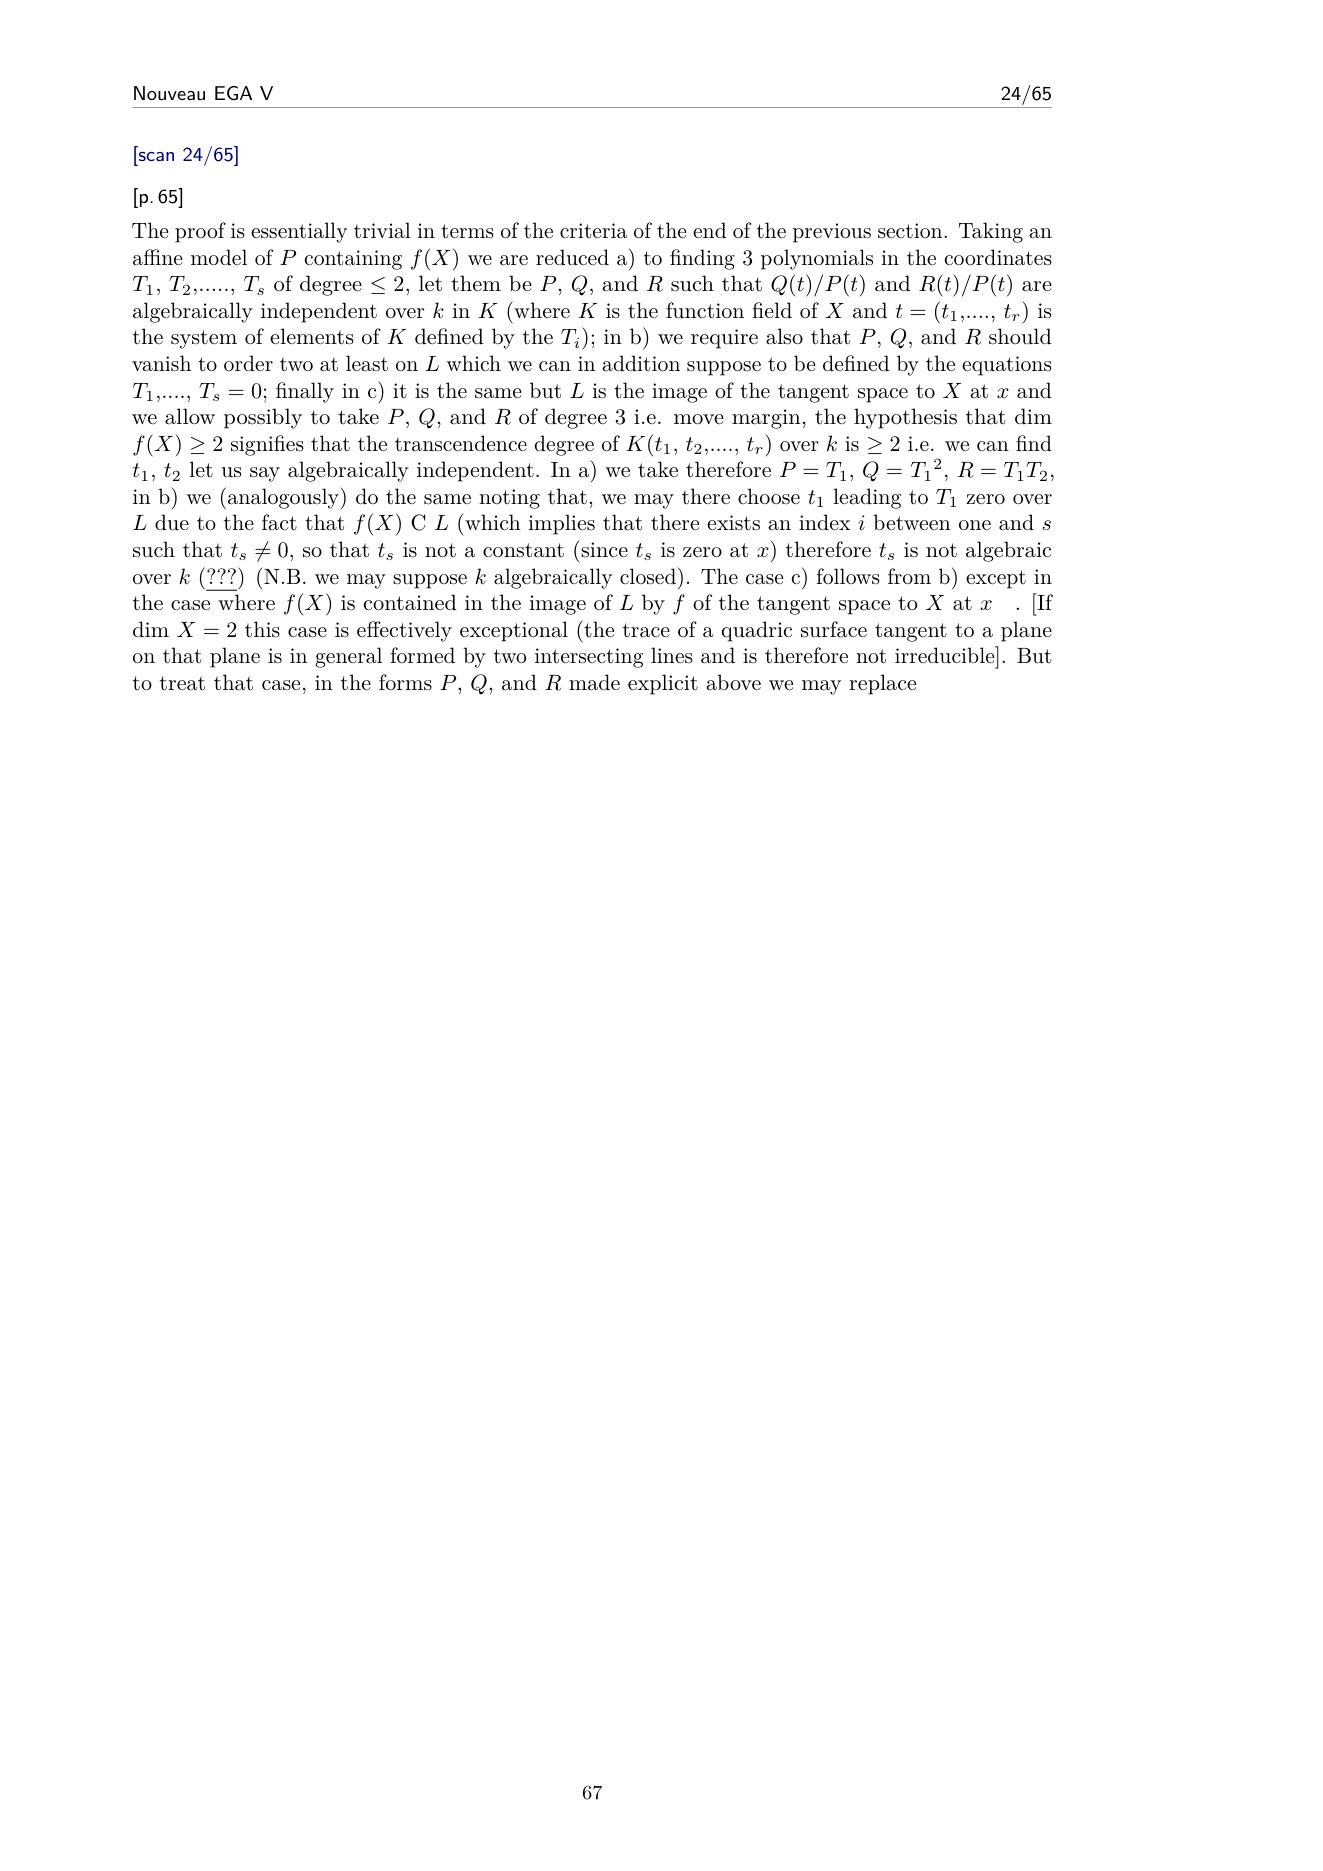 Nouveau EGA V 24/65
[scan 24/65]
[p. 65]
The proof is essentially trivial in terms of the criteria of the end of the previous section. Taking an
affine model of P containing f(X) we are reduced a) to finding 3 polynomials in the coordinates
T₁, T₂,....., Tₛ of degree ≤ 2, let them be P, Q, and R such that Q(t)/P(t) and R(t)/P(t) are
algebraically independent over k in K (where K is the function field of X and t = (t₁,...., tᵣ) is
the system of elements of K defined by the Tᵢ); in b) we require also that P, Q, and R should
vanish to order two at least on L which we can in addition suppose to be defined by the equations
T₁,...., Tₛ = 0; finally in c) it is the same but L is the image of the tangent space to X at x and
we allow possibly to take P, Q, and R of degree 3 i.e. move margin, the hypothesis that dim
f(X) ≥ 2 signifies that the transcendence degree of K(t₁, t₂,...., tᵣ) over k is ≥ 2 i.e. we can find
t₁, t₂ let us say algebraically independent. In a) we take therefore P = T₁, Q = T₁², R = T₁T₂,
in b) we (analogously) do the same noting that, we may there choose t₁ leading to T₁ zero over
L due to the fact that f(X) C L (which implies that there exists an index i between one and s
such that tₛ ≠ 0, so that tₛ is not a constant (since tₛ is zero at x) therefore tₛ is not algebraic
over k (???) (N.B. we may suppose k algebraically closed). The case c) follows from b) except in
the case where f(X) is contained in the image of L by f of the tangent space to X at x . [If
dim X = 2 this case is effectively exceptional (the trace of a quadric surface tangent to a plane
on that plane is in general formed by two intersecting lines and is therefore not irreducible]. But
to treat that case, in the forms P, Q, and R made explicit above we may replace
67